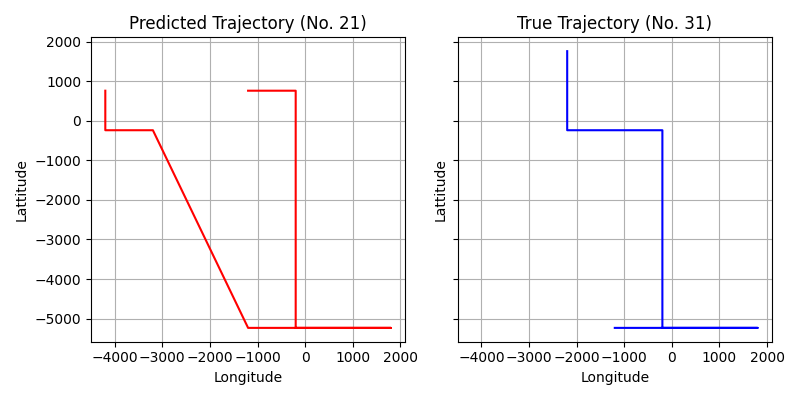 Predicted Trajectory (No. 21)
True Trajectory (No. 31)
2000
1000
0
−1000
−2000
−3000
−4000
−5000
Lattitude
Lattitude
−4000 −3000 −2000 −1000 0 1000 2000
−4000 −3000 −2000 −1000 0 1000 2000
Longitude
Longitude